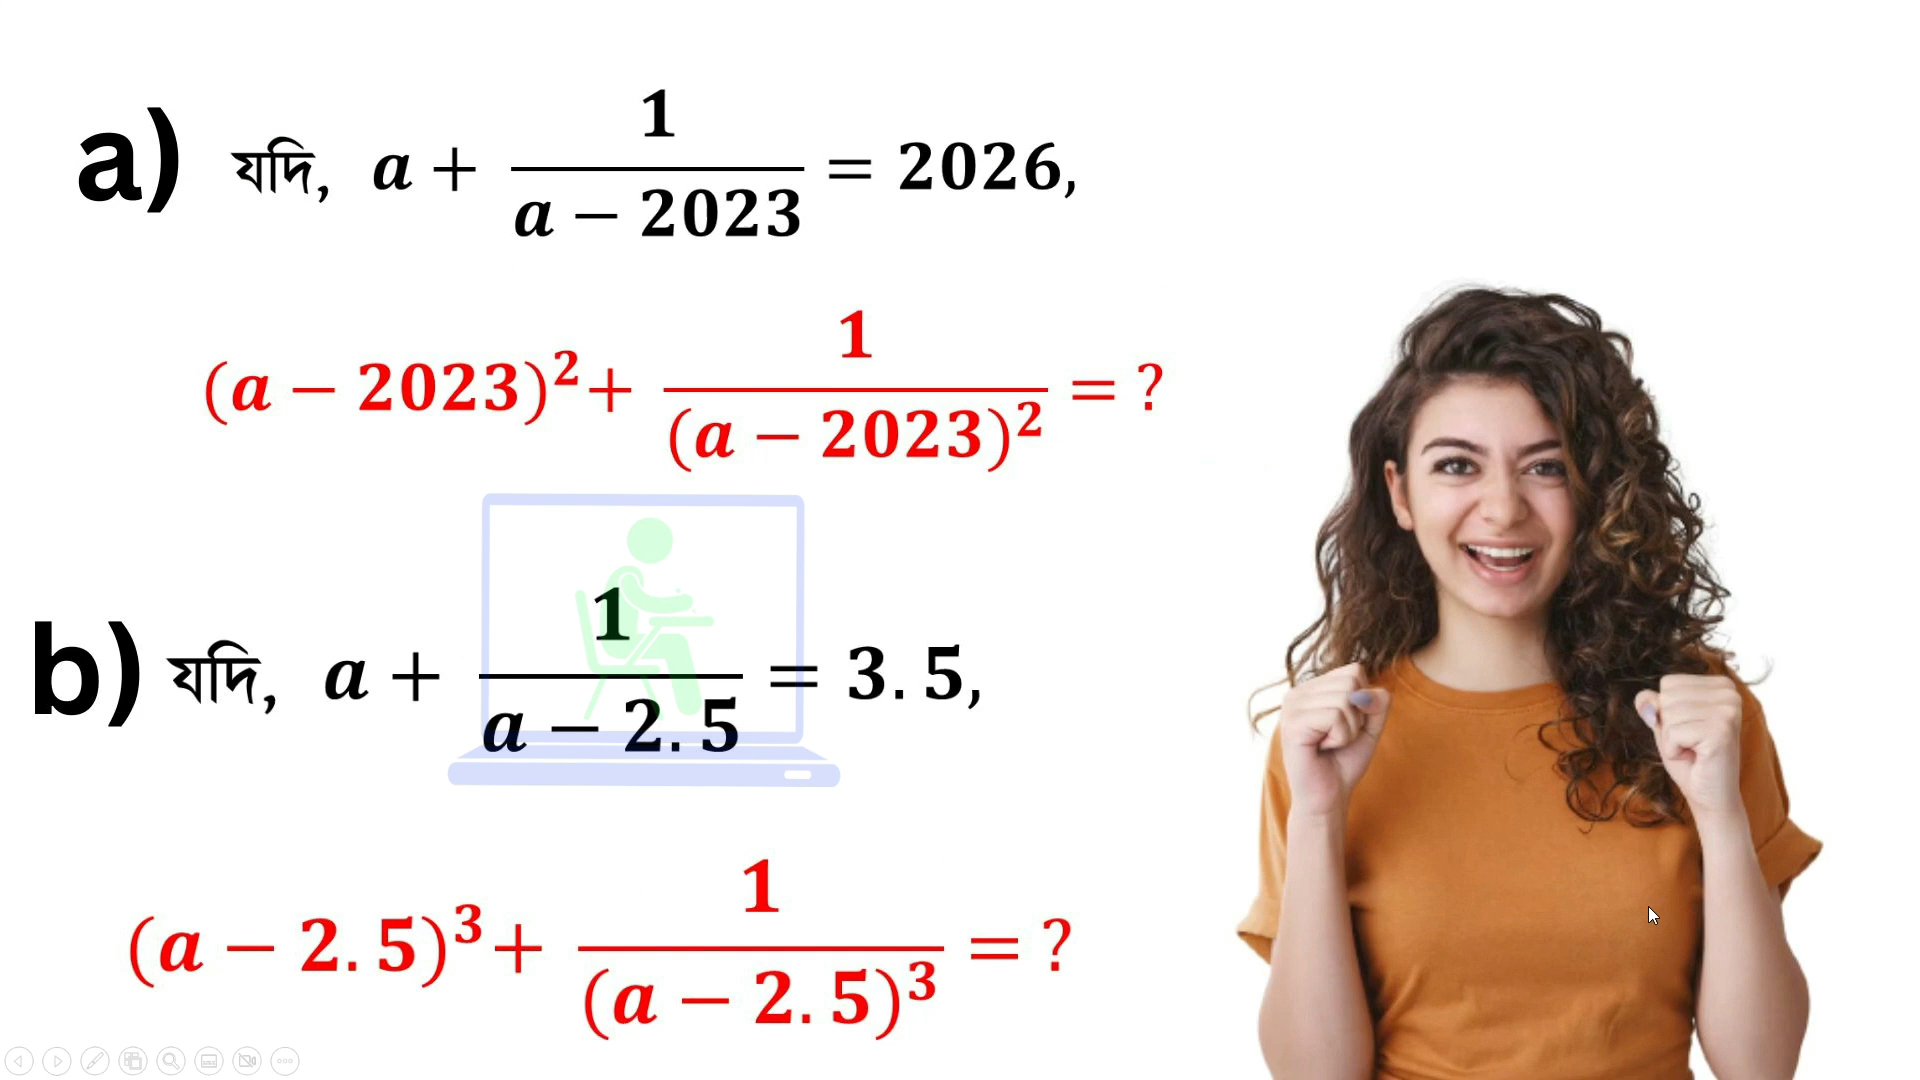 a) যদি, a + 1/(a − 2023) = 2026,
(a − 2023)² + 1/(a − 2023)² = ?
b) যদি, a + 1/(a − 2.5) = 3.5,
(a − 2.5)³ + 1/(a − 2.5)³ = ?